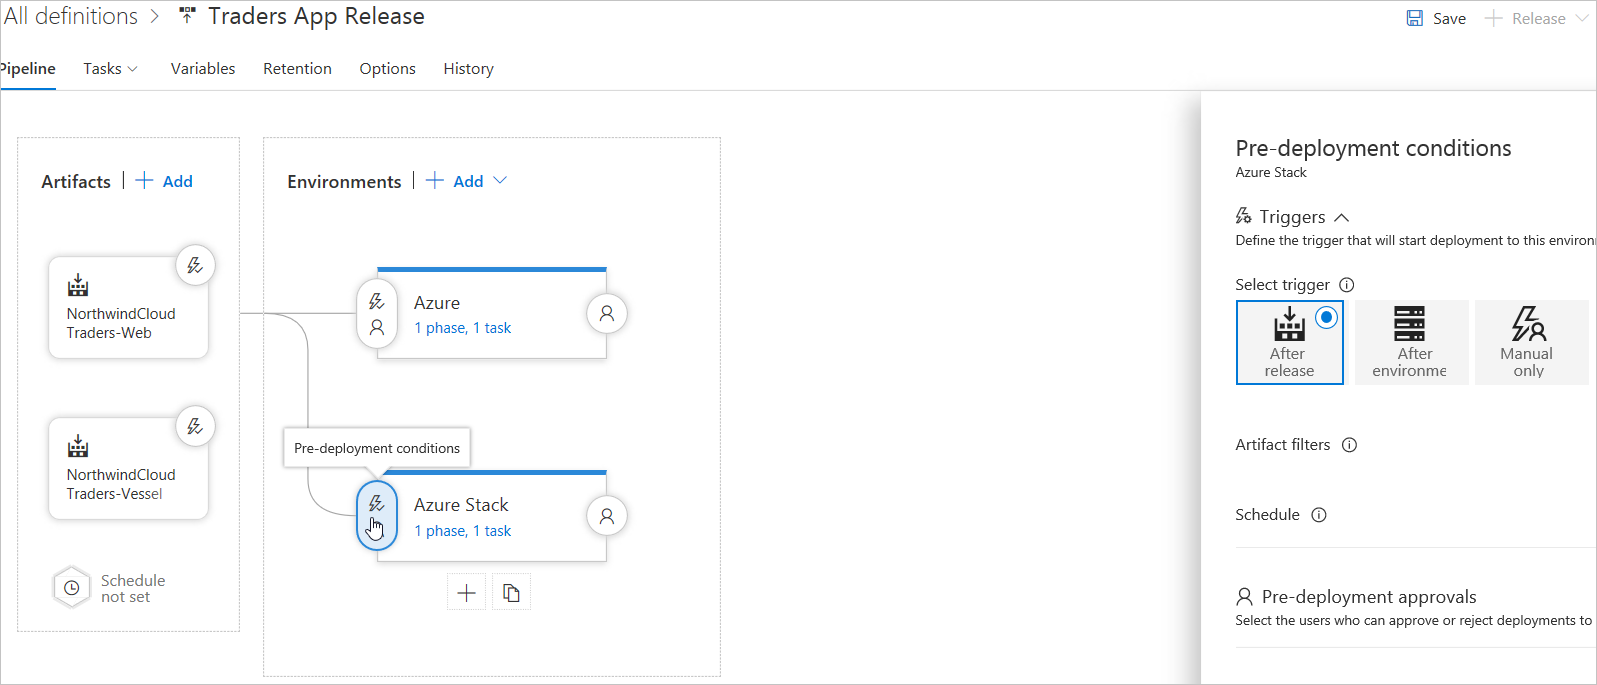 All definitions > Traders App Release
Save
Release
Pipeline
Tasks
Variables
Retention
Options
History
Artifacts | + Add
NorthwindCloud
Traders-Web
NorthwindCloud
Traders-Vessel
Schedule
not set
Environments | + Add
Azure
1 phase, 1 task
Pre-deployment conditions
Azure Stack
1 phase, 1 task
Pre-deployment conditions
Azure Stack
Triggers
Define the trigger that will start deployment to this environ
Select trigger
After
release
After
environme
Manual
only
Artifact filters
Schedule
Pre-deployment approvals
Select the users who can approve or reject deployments to